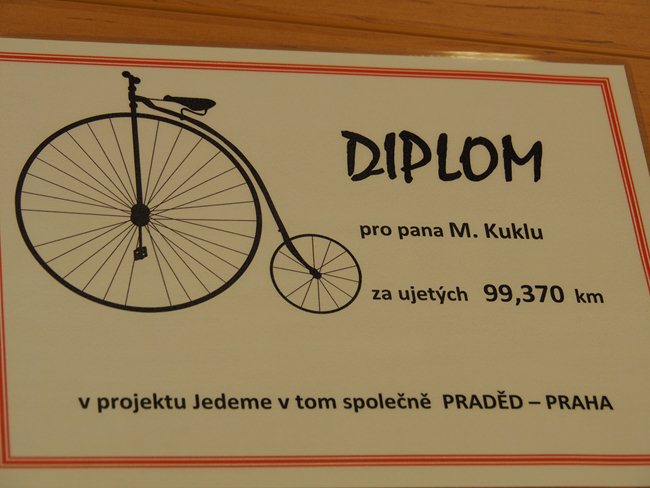 DIPLOM
pro pana M. Kuklu
za ujetých 99,370 km
v projektu Jedeme v tom společně PRADĚD – PRAHA